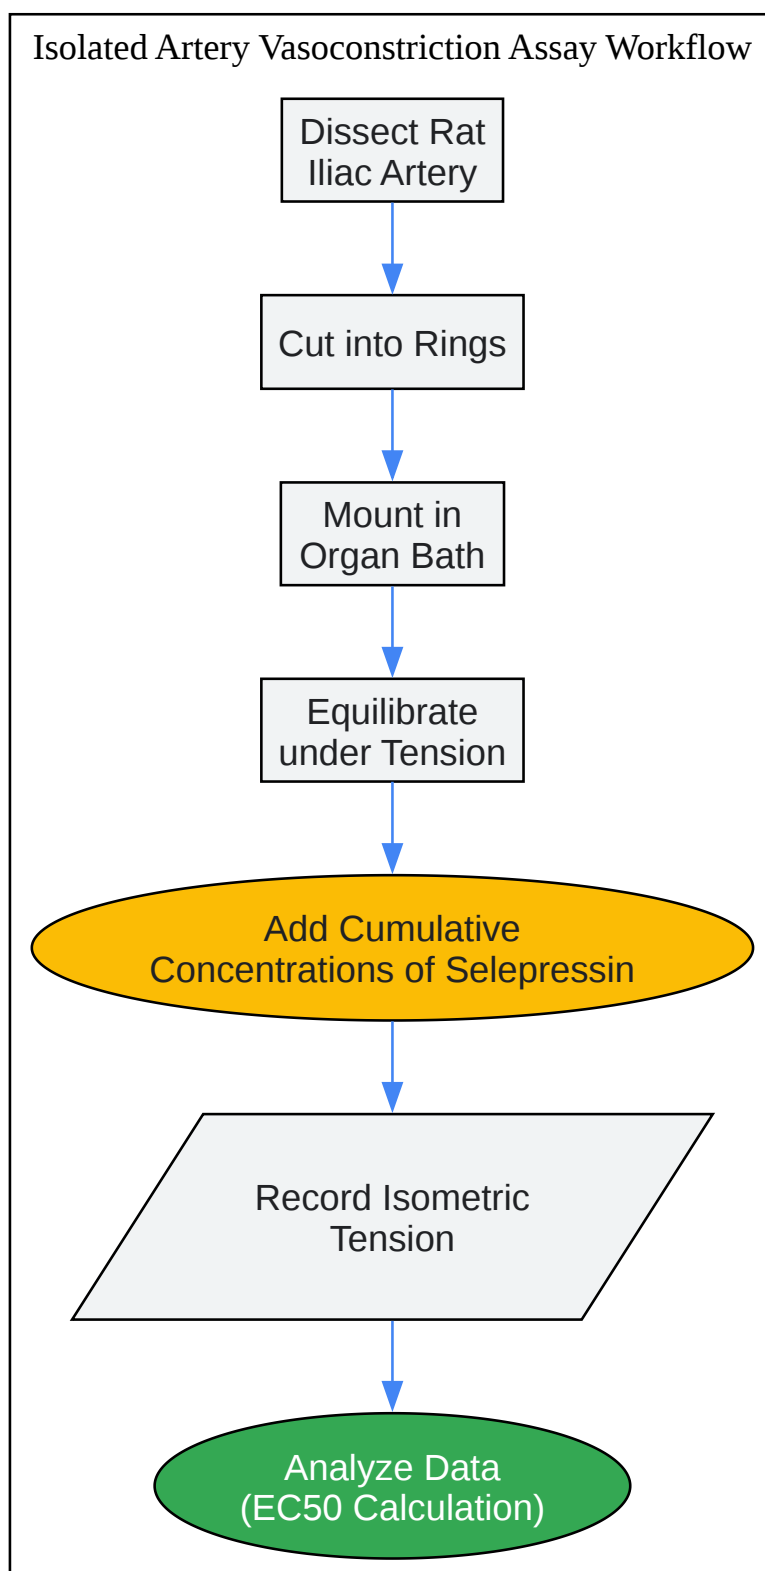 Isolated Artery Vasoconstriction Assay Workflow
Dissect Rat
Iliac Artery
Cut into Rings
Mount in
Organ Bath
Equilibrate
under Tension
Add Cumulative
Concentrations of Selepressin
Record Isometric
Tension
Analyze Data
(EC50 Calculation)